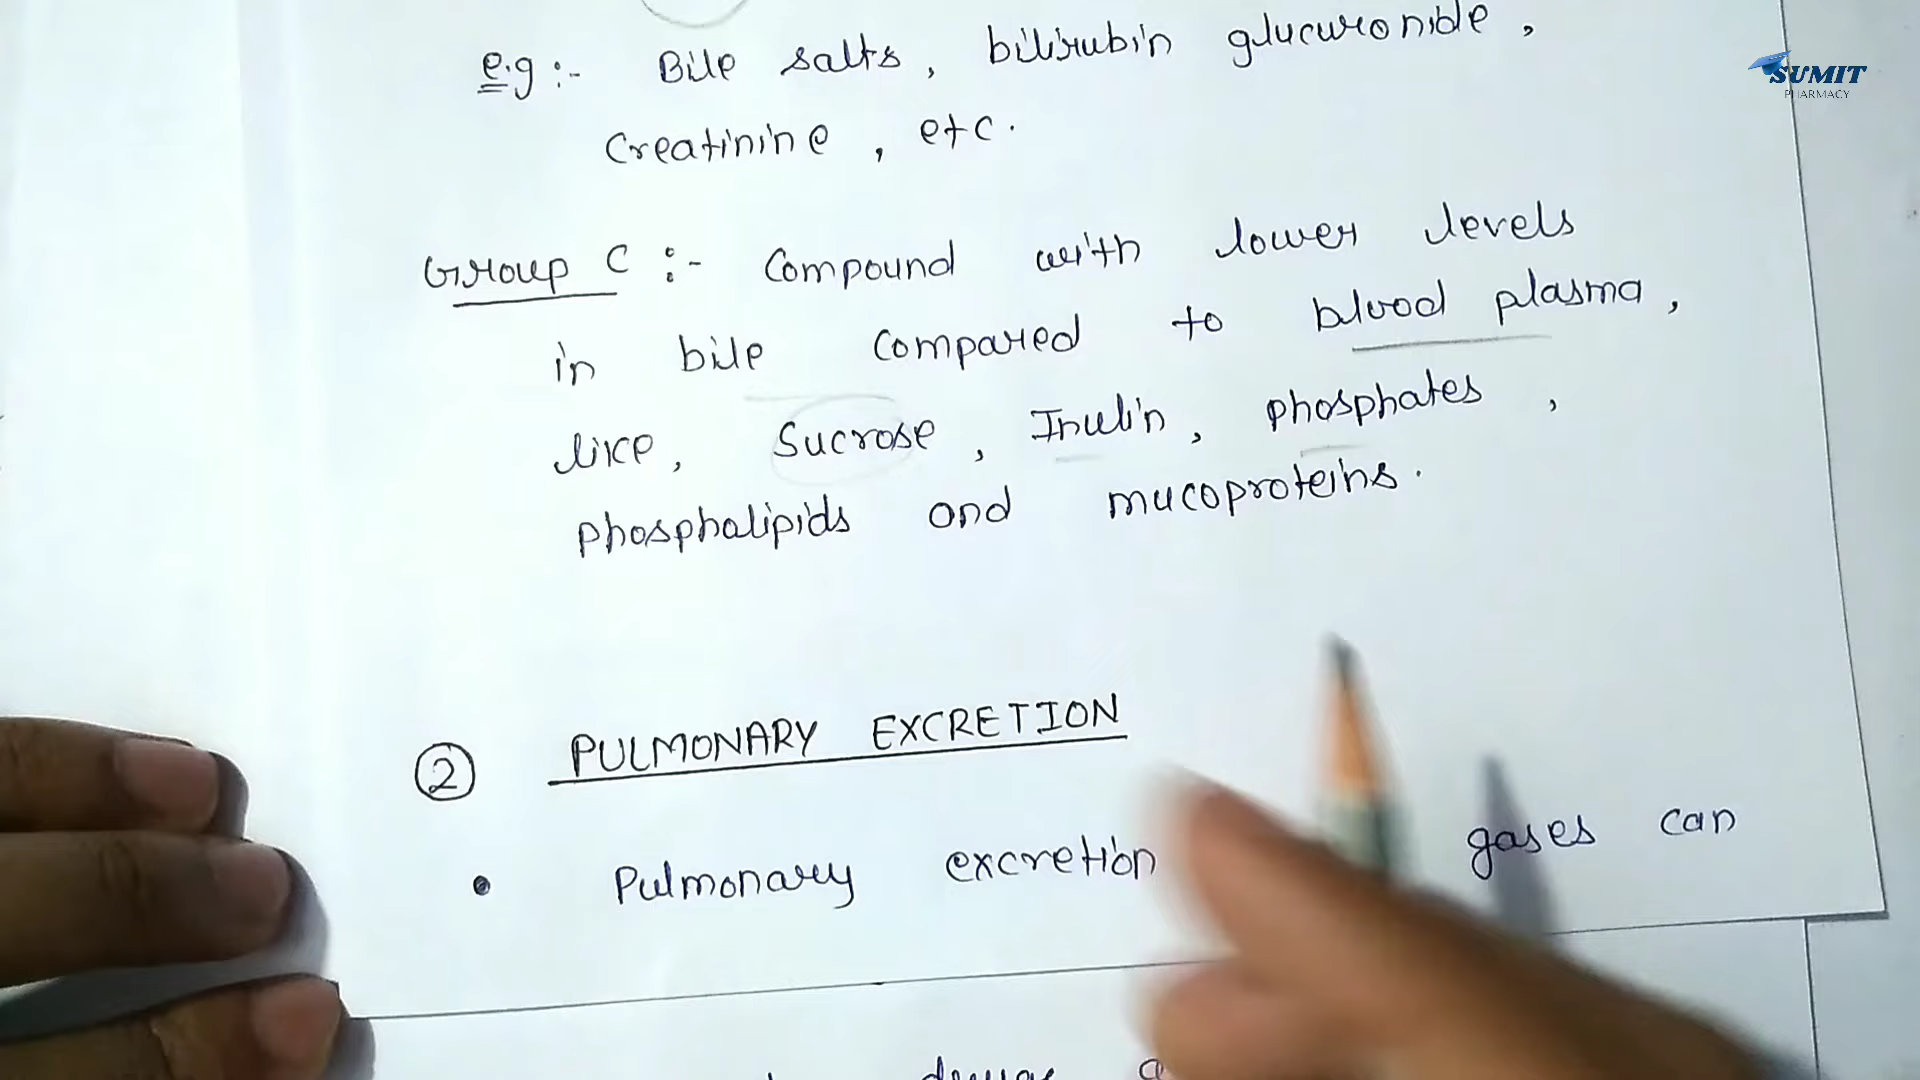 e.g :- Bile salts, bilirubin glucuronide,
Creatinine, etc.
SUMIT
PHARMACY
Group C :- Compound with lower levels
in bile compared to blood plasma,
like, Sucrose, Inulin, phosphates,
phosphalipids and mucoproteins.
2 PULMONARY EXCRETION
• Pulmonary excretion gases can